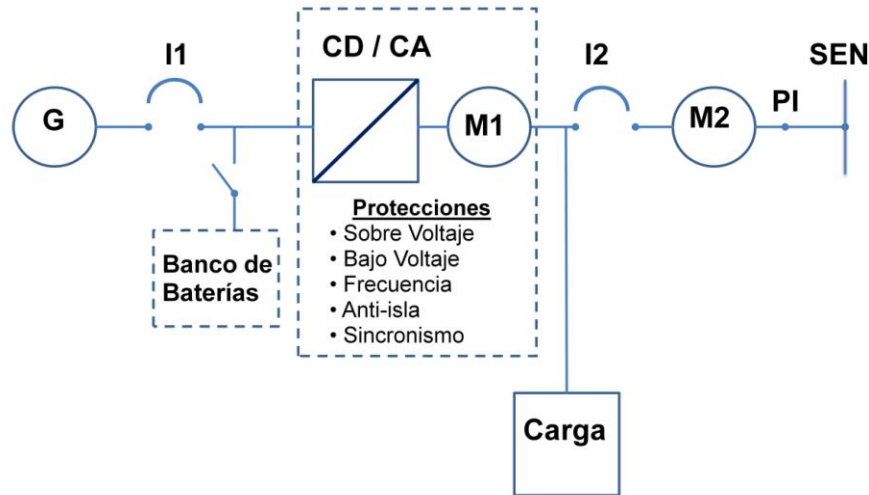 G
I1
CD / CA
M1
I2
M2
PI
SEN
Banco de
Baterías
Protecciones
• Sobre Voltaje
• Bajo Voltaje
• Frecuencia
• Anti-isla
• Sincronismo
Carga